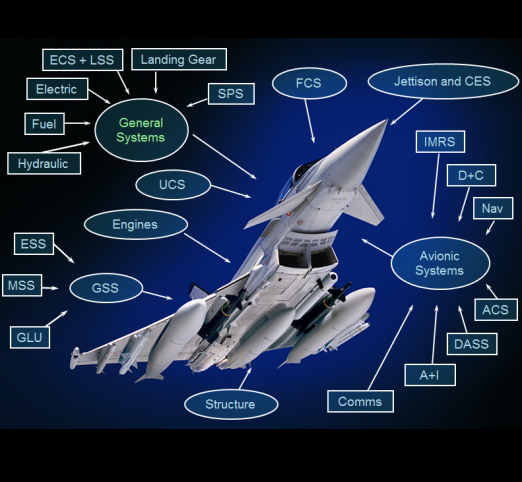 ECS + LSS
Landing Gear
Electric
SPS
FCS
Jettison and CES
General
Systems
Fuel
Hydraulic
IMRS
D+C
UCS
Nav
Engines
ESS
Avionic
Systems
MSS
GSS
ACS
GLU
DASS
A+I
Structure
Comms